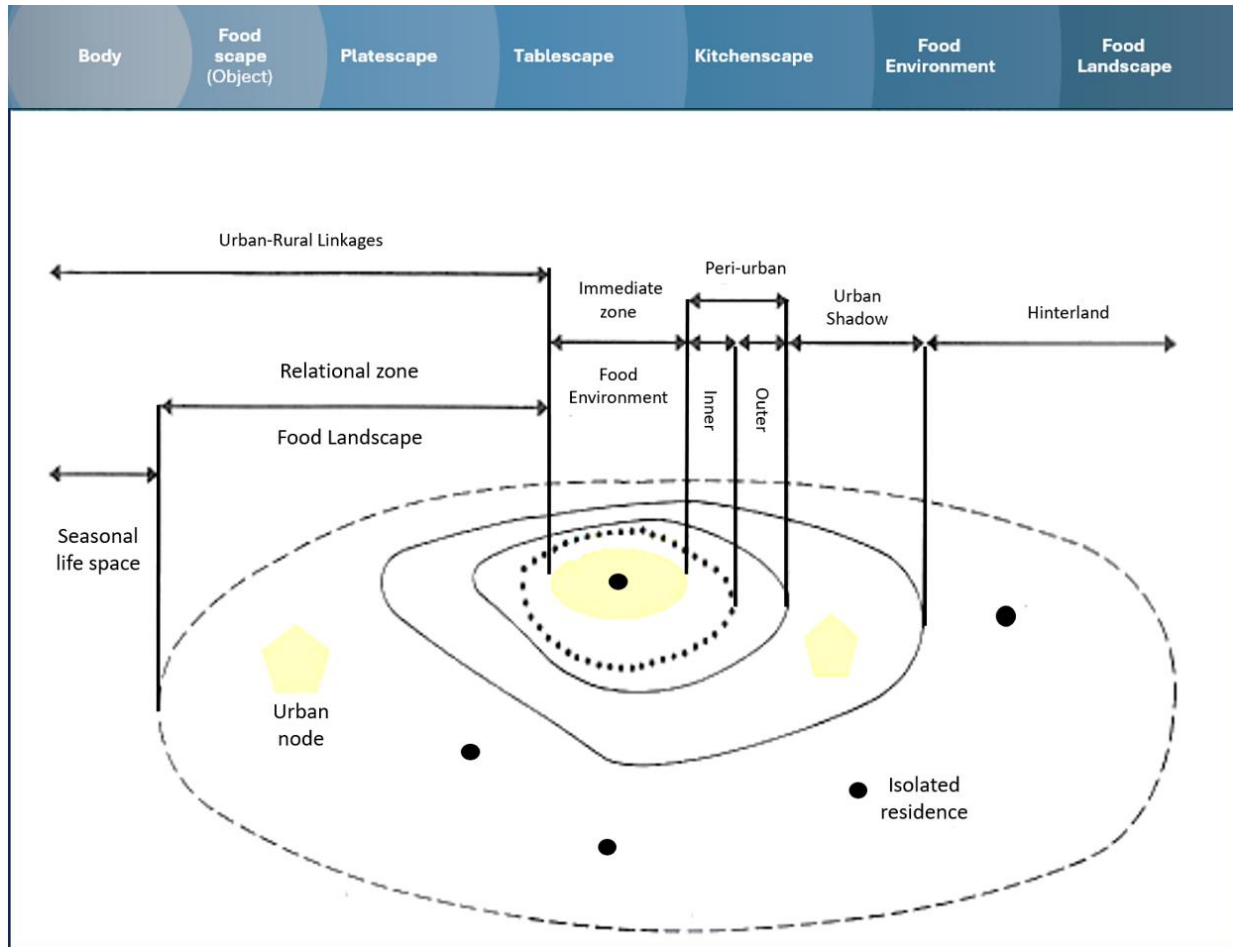 Body
Food
scape
(Object)
Platescape
Tablescape
Kitchenscape
Food
Environment
Food
Landscape
Urban-Rural Linkages
Peri-urban
Immediate
zone
Urban
Shadow
Hinterland
Relational zone
Food
Environment
Inner
Outer
Food Landscape
Seasonal
life space
Urban
node
Isolated
residence